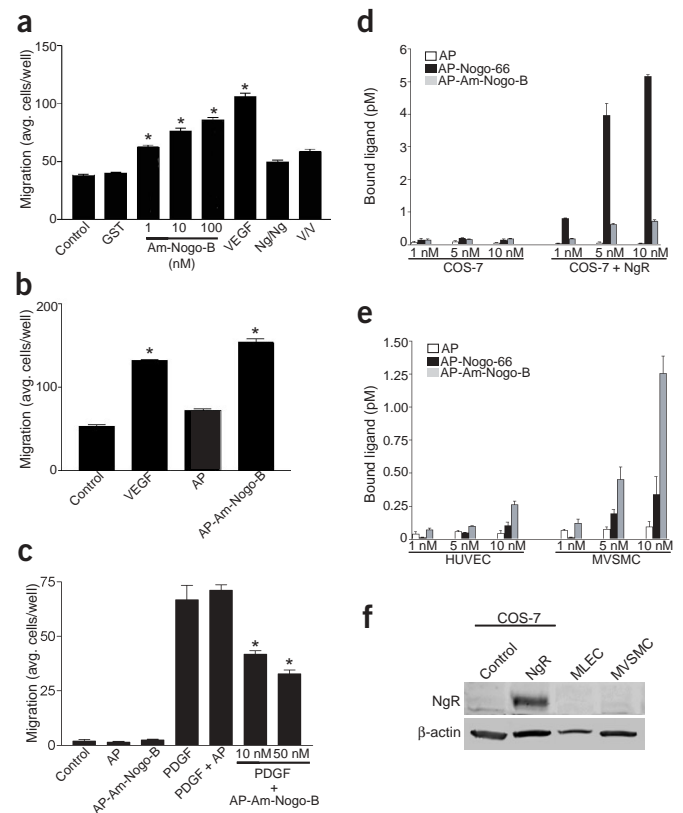 a
150
100
50
0
Migration (avg. cells/well)
*
*
*
*
Control
GST
1 10 100
Am-Nogo-B
(nM)
VEGF
Ng/Ng
V/V
b
200
100
0
Migration (avg. cells/well)
*
*
Control
VEGF
AP
AP-Am-Nogo-B
c
75
50
25
0
Migration (avg. cells/well)
*
*
Control
AP
AP-Am-Nogo-B
PDGF
PDGF + AP
10 nM 50 nM
PDGF
+
AP-Am-Nogo-B
d
AP
AP-Nogo-66
AP-Am-Nogo-B
6
5
4
3
2
1
0
Bound ligand (pM)
1 nM 5 nM 10 nM 1 nM 5 nM 10 nM
COS-7 COS-7 + NgR
e
AP
AP-Nogo-66
AP-Am-Nogo-B
1.50
1.25
1.00
0.75
0.50
0.25
0
Bound ligand (pM)
1 nM 5 nM 10 nM 1 nM 5 nM 10 nM
HUVEC MVSMC
f
COS-7
Control
NgR
MLEC
MVSMC
NgR
β-actin